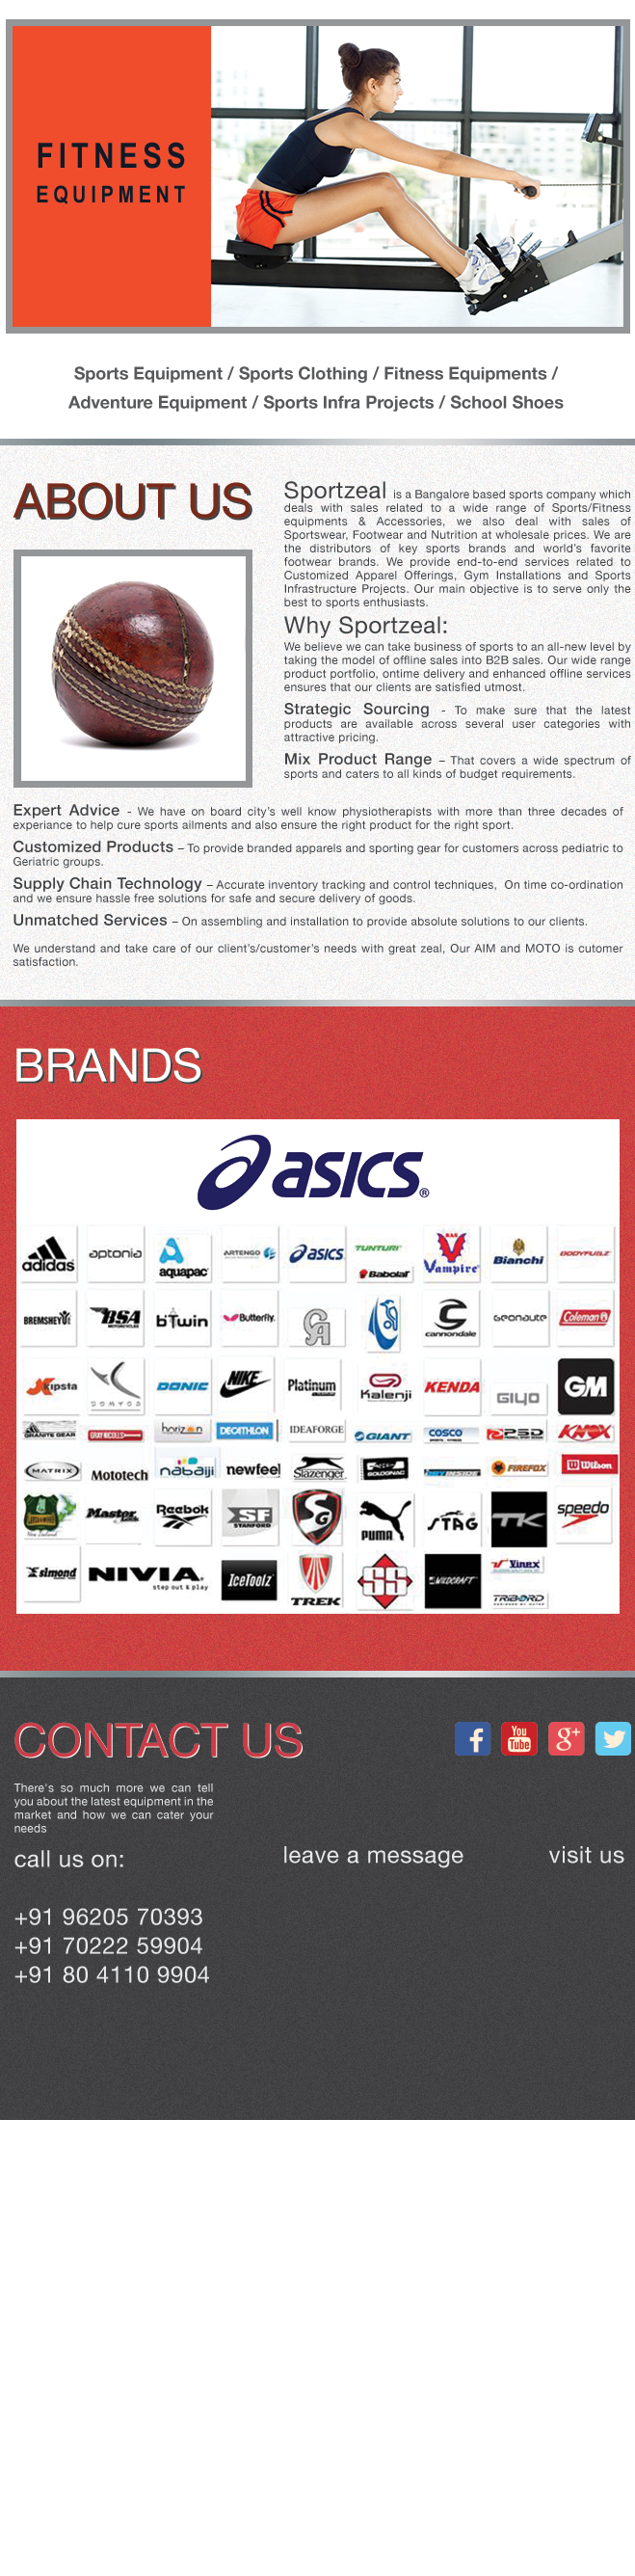 FITNESS
EQUIPMENT
Sports Equipment / Sports Clothing / Fitness Equipments /
Adventure Equipment / Sports Infra Projects / School Shoes
ABOUT US
Sportzeal is a Bangalore based sports company which
deals with sales related to a wide range of Sports/Fitness
equipments & Accessories, we also deal with sales of
Sportswear, Footwear and Nutrition at wholesale prices. We are
the distributors of key sports brands and world's favorite
footwear brands. We provide end-to-end services related to
Customized Apparel Offerings, Gym Installations and Sports
Infrastructure Projects. Our main objective is to serve only the
best to sports enthusiasts.
Why Sportzeal:
We believe we can take business of sports to an all-new level by
taking the model of offline sales into B2B sales. Our wide range
product portfolio, ontime delivery and enhanced offline services
ensures that our clients are satisfied utmost.
Strategic Sourcing - To make sure that the latest
products are available across several user categories with
attractive pricing.
Mix Product Range – That covers a wide spectrum of
sports and caters to all kinds of budget requirements.
Expert Advice - We have on board city's well know physiotherapists with more than three decades of
experiance to help cure sports ailments and also ensure the right product for the right sport.
Customized Products – To provide branded apparels and sporting gear for customers across pediatric to
Geriatric groups.
Supply Chain Technology – Accurate inventory tracking and control techniques, On time co-ordination
and we ensure hassle free solutions for safe and secure delivery of goods.
Unmatched Services – On assembling and installation to provide absolute solutions to our clients.
We understand and take care of our client's/customer's needs with great zeal, Our AIM and MOTO is cutomer
satisfaction.
BRANDS
asics®
adidas aptonia aquapac ARTENGO asics TUNTURI Babolat Vampire Bianchi BODYFUELZ
BREMSHEY BSA MOTORCYCLES b'Twin Butterfly CA cannondale Geonaute Coleman
Kipsta DOMYOS DONIC NIKE Platinum Kalenji KENDA GIYO GM
GRANITE GEAR GRAY-NICOLLS horizon DECATHLON IDEAFORGE GIANT COSCO PSD KNOX
MATRIX Mototech nabaiji newfeel Slazenger SOLOGNAC FIREFOX Wilson
Master Reebok SF STANFORD SG PUMA STAG TK speedo
simond NIVIA step out & play IceToolz TREK SS WILDCRAFT Vinex TRIBORD
CONTACT US
f You Tube g+
There's so much more we can tell
you about the latest equipment in the
market and how we can cater your
needs
call us on:
leave a message
visit us
+91 96205 70393
+91 70222 59904
+91 80 4110 9904